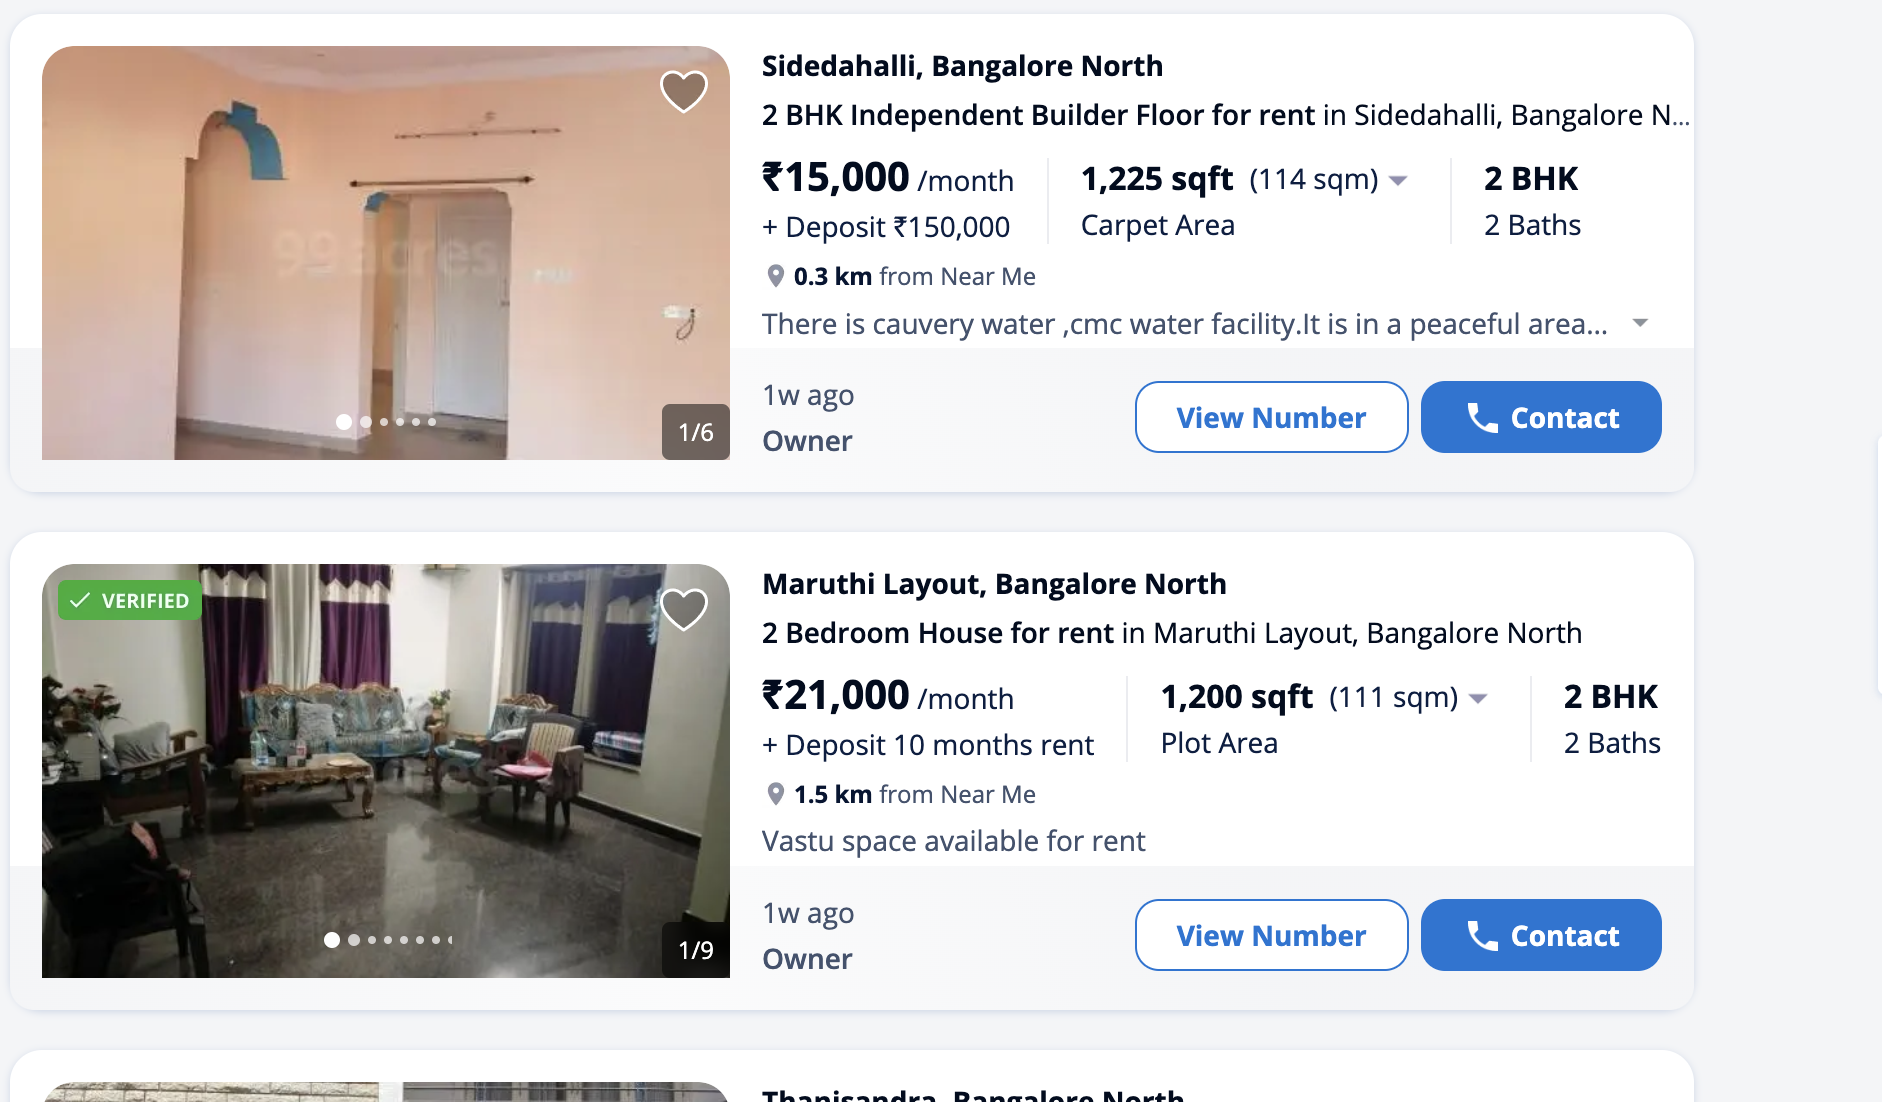 Sidedahalli, Bangalore North
2 BHK Independent Builder Floor for rent in Sidedahalli, Bangalore N...
₹15,000 /month
1,225 sqft (114 sqm)
2 BHK
+ Deposit ₹150,000
Carpet Area
2 Baths
0.3 km from Near Me
There is cauvery water ,cmc water facility.It is in a peaceful area...
99acres
1/6
1w ago
Owner
View Number
Contact
VERIFIED
Maruthi Layout, Bangalore North
2 Bedroom House for rent in Maruthi Layout, Bangalore North
₹21,000 /month
1,200 sqft (111 sqm)
2 BHK
+ Deposit 10 months rent
Plot Area
2 Baths
1.5 km from Near Me
Vastu space available for rent
1/9
1w ago
Owner
View Number
Contact
Thanisandra, Bangalore North